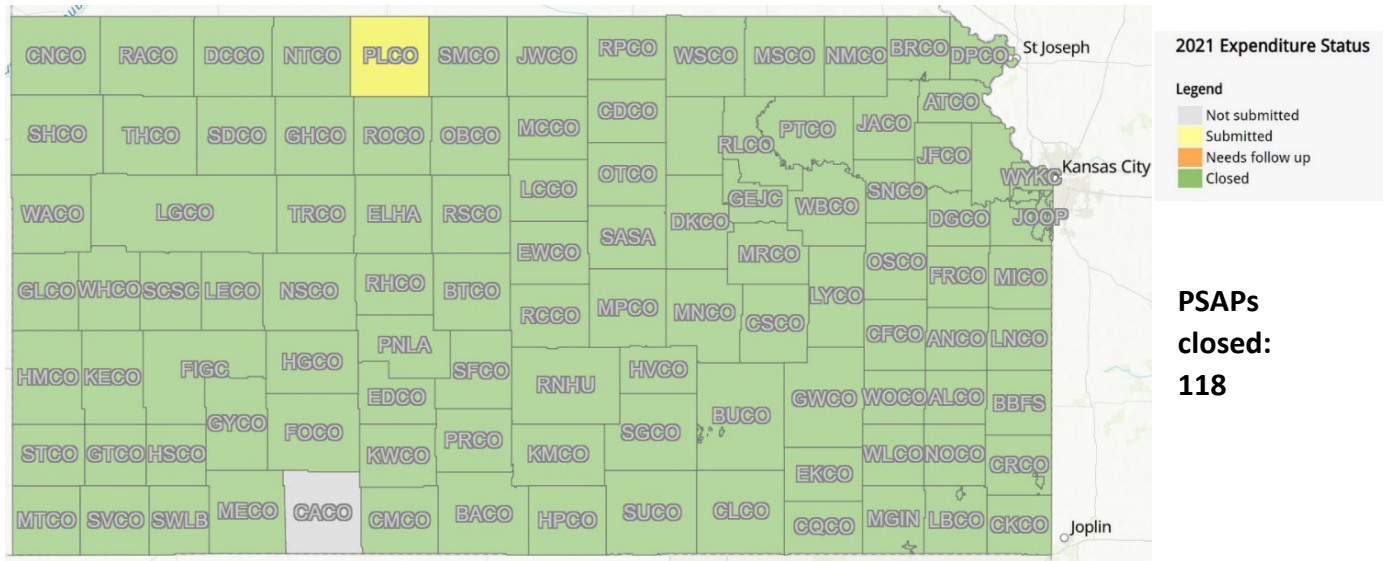 CNCO RACO DCCO NTCO PLCO SMCO JWCO RPCO WSCO MSCO NMCO BRCO DPCO St Joseph
2021 Expenditure Status
Legend
Not submitted
Submitted
Needs follow up
Closed
SHCO THCO SDCO GHCO ROCO OBCO MCCO CDCO RLCO PTCO JACO ATCO
JFCO
WACO LGCO TRCO ELHA RSCO LCCO OTCO GEJC WBCO SNCO WYKC Kansas City
DKCO DGCO JOOP
EWCO SASA MRCO OSCO
GLCO WHCO SCSC LECO NSCO RHCO BTCO FRCO MICO
RCCO MPCO MNCO CSCO LYCO
PSAPs
closed:
118
HMCO KECO FIGC HGCO PNLA SFCO CFCO ANCO LNCO
EDCO RNHU HVCO
GYCO FOCO BUCO GWCO WOCO ALCO BBFS
STCO GTCO HSCO KWCO PRCO KMCO SGCO
EKCO WLCO NOCO CRCO
MTCO SVCO SWLB MECO CACO CMCO BACO HPCO SUCO CLCO CQCO MGIN LBCO CKCO Joplin